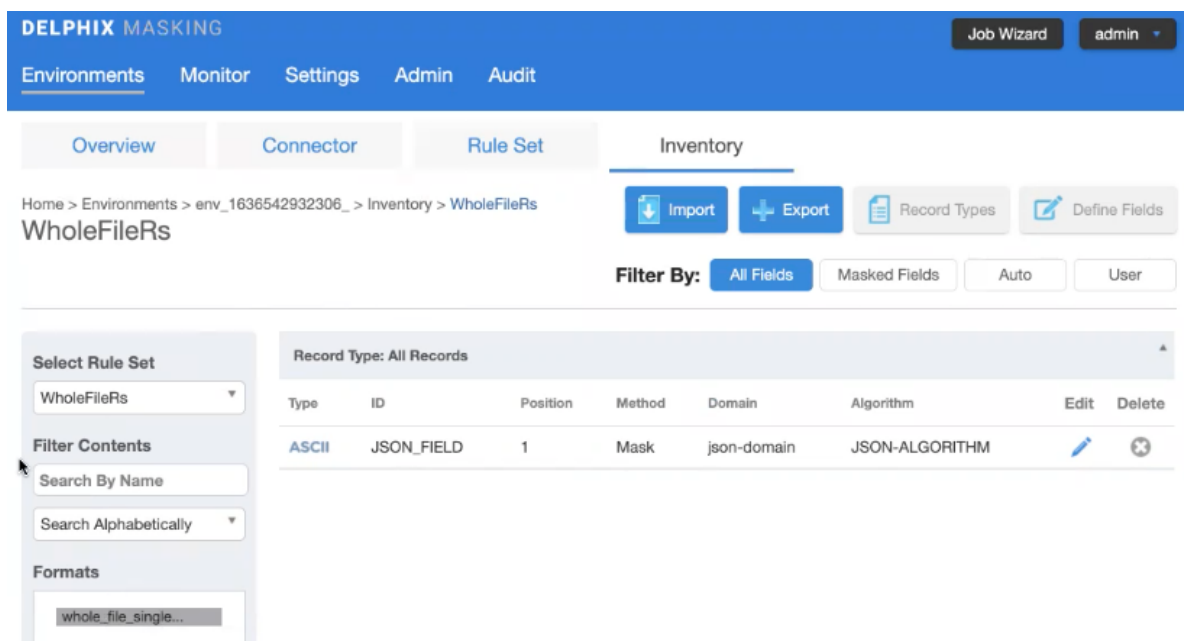 DELPHIX MASKING
Job Wizard
admin
Environments Monitor Settings Admin Audit
Overview Connector Rule Set Inventory
Home > Environments > env_1636542932306_ > Inventory > WholeFileRs
WholeFileRs
Import Export Record Types Define Fields
Filter By: All Fields Masked Fields Auto User
Select Rule Set
WholeFileRs
Filter Contents
Search By Name
Search Alphabetically
Formats
whole_file_single...
Record Type: All Records
Type ID Position Method Domain Algorithm Edit Delete
ASCII JSON_FIELD 1 Mask json-domain JSON-ALGORITHM